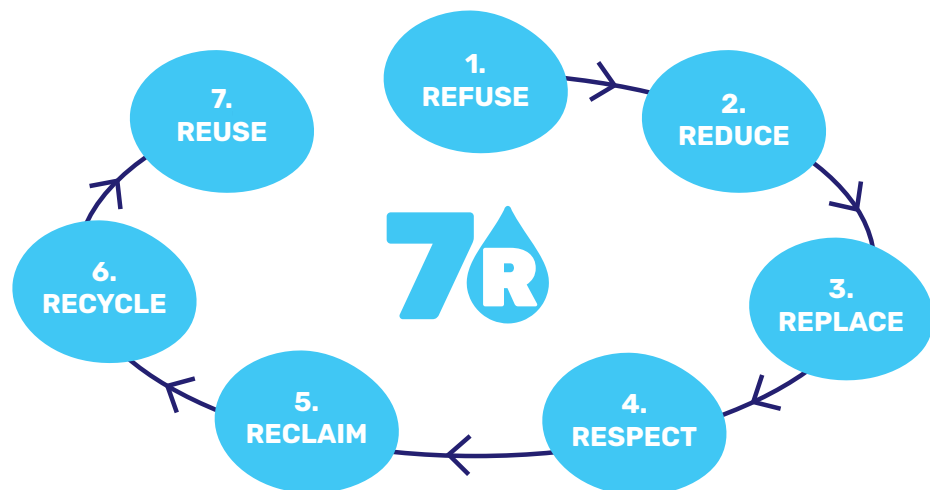 1.
REFUSE
2.
REDUCE
3.
REPLACE
4.
RESPECT
5.
RECLAIM
6.
RECYCLE
7.
REUSE
7R